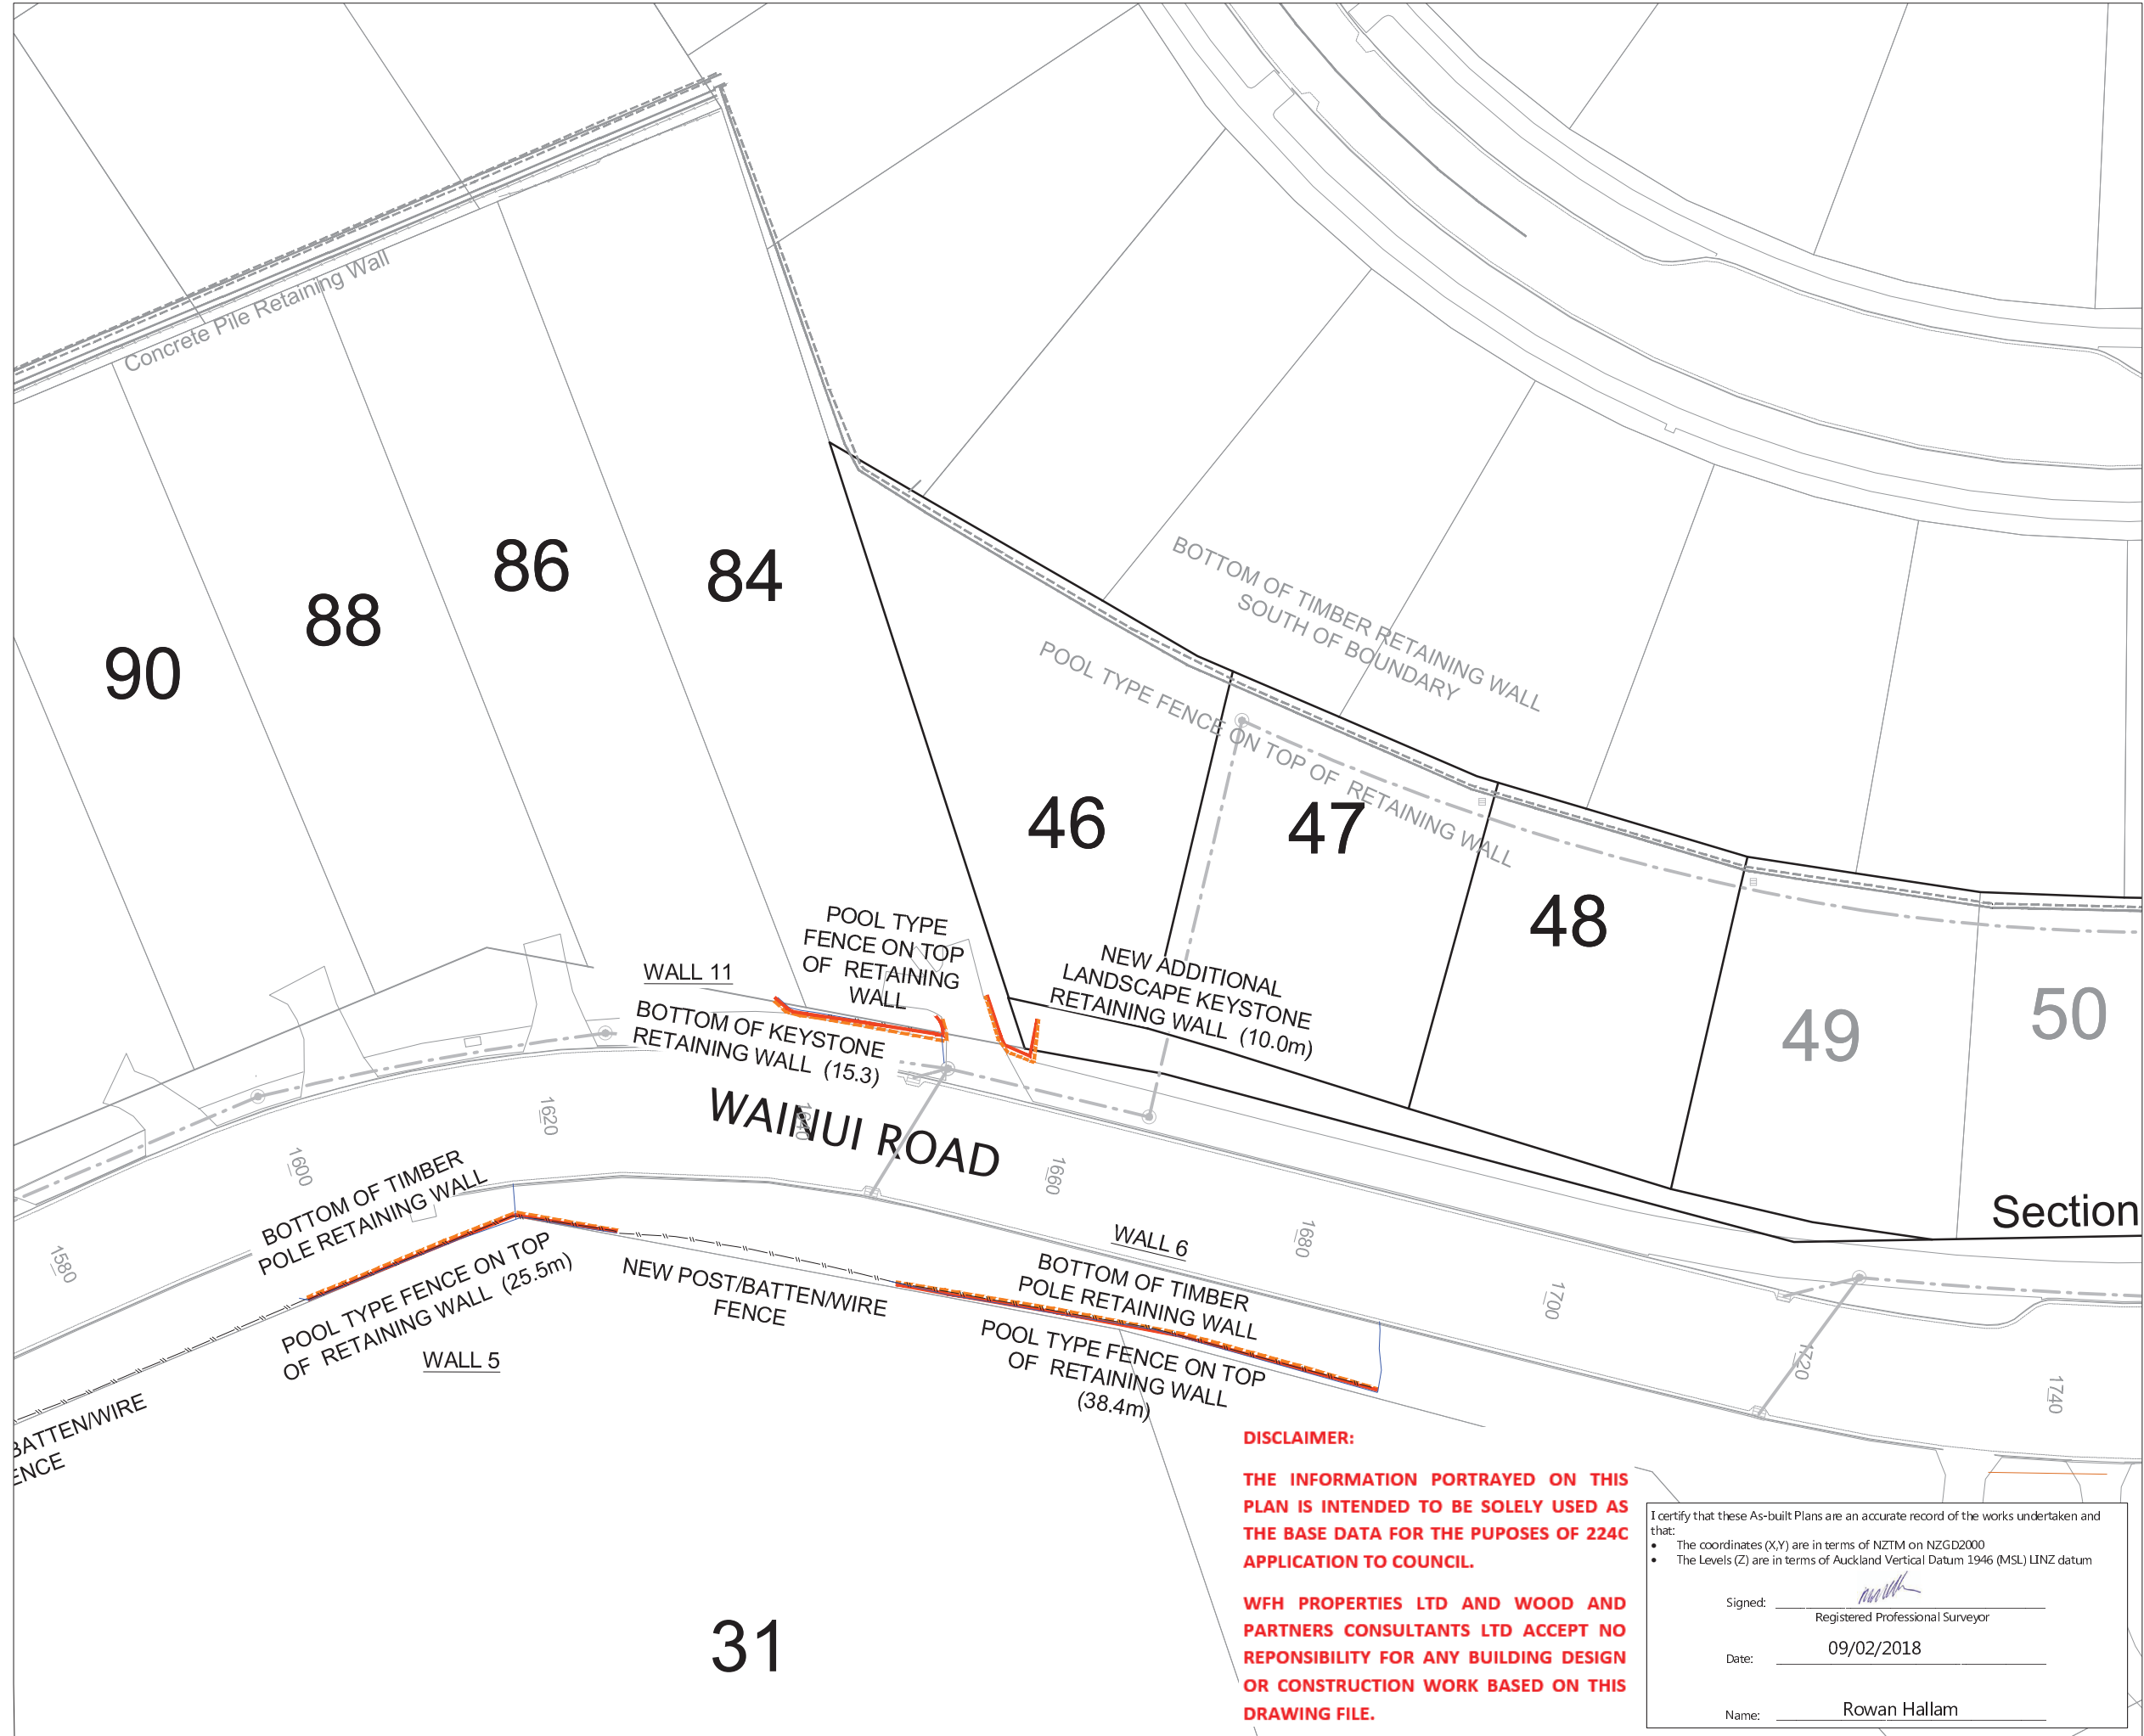 Concrete Pile Retaining Wall
90
88
86
84
BOTTOM OF TIMBER RETAINING WALL
SOUTH OF BOUNDARY
POOL TYPE FENCE ON TOP OF RETAINING WALL
46
47
48
49
50
WALL 11
POOL TYPE
FENCE ON TOP
OF RETAINING
WALL
BOTTOM OF KEYSTONE
RETAINING WALL (15.3)
NEW ADDITIONAL
LANDSCAPE KEYSTONE
RETAINING WALL (10.0m)
WAINUI ROAD
1580
1600
1620
1640
1660
1680
1700
1720
1740
Section
BOTTOM OF TIMBER
POLE RETAINING WALL
POOL TYPE FENCE ON TOP
OF RETAINING WALL (25.5m)
WALL 5
NEW POST/BATTEN/WIRE
FENCE
WALL 6
BOTTOM OF TIMBER
POLE RETAINING WALL
POOL TYPE FENCE ON TOP
OF RETAINING WALL
(38.4m)
BATTEN/WIRE
ENCE
31
DISCLAIMER:
THE INFORMATION PORTRAYED ON THIS
PLAN IS INTENDED TO BE SOLELY USED AS
THE BASE DATA FOR THE PUPOSES OF 224C
APPLICATION TO COUNCIL.
WFH PROPERTIES LTD AND WOOD AND
PARTNERS CONSULTANTS LTD ACCEPT NO
REPONSIBILITY FOR ANY BUILDING DESIGN
OR CONSTRUCTION WORK BASED ON THIS
DRAWING FILE.
I certify that these As-built Plans are an accurate record of the works undertaken and
that:
• The coordinates (X,Y) are in terms of NZTM on NZGD2000
• The Levels (Z) are in terms of Auckland Vertical Datum 1946 (MSL) LINZ datum
Signed:
Registered Professional Surveyor
Date: 09/02/2018
Name: Rowan Hallam